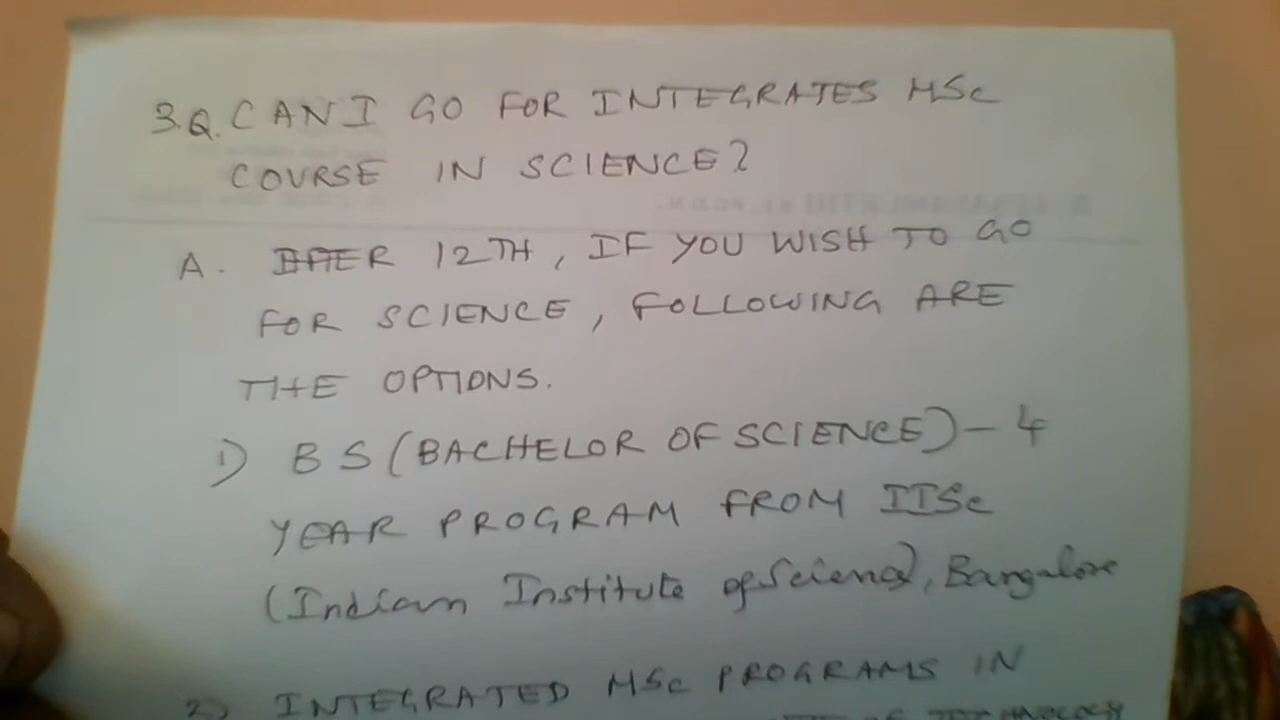 3.Q. CAN I GO FOR INTEGRATES MSc
COURSE IN SCIENCE?
A. AFTER 12TH, IF YOU WISH TO GO
FOR SCIENCE, FOLLOWING ARE
THE OPTIONS.
1) BS (BACHELOR OF SCIENCE) - 4
YEAR PROGRAM FROM IISc
(Indian Institute of Science), Bangalore
2) INTEGRATED MSc PROGRAMS IN
OF TECHNOLOGY